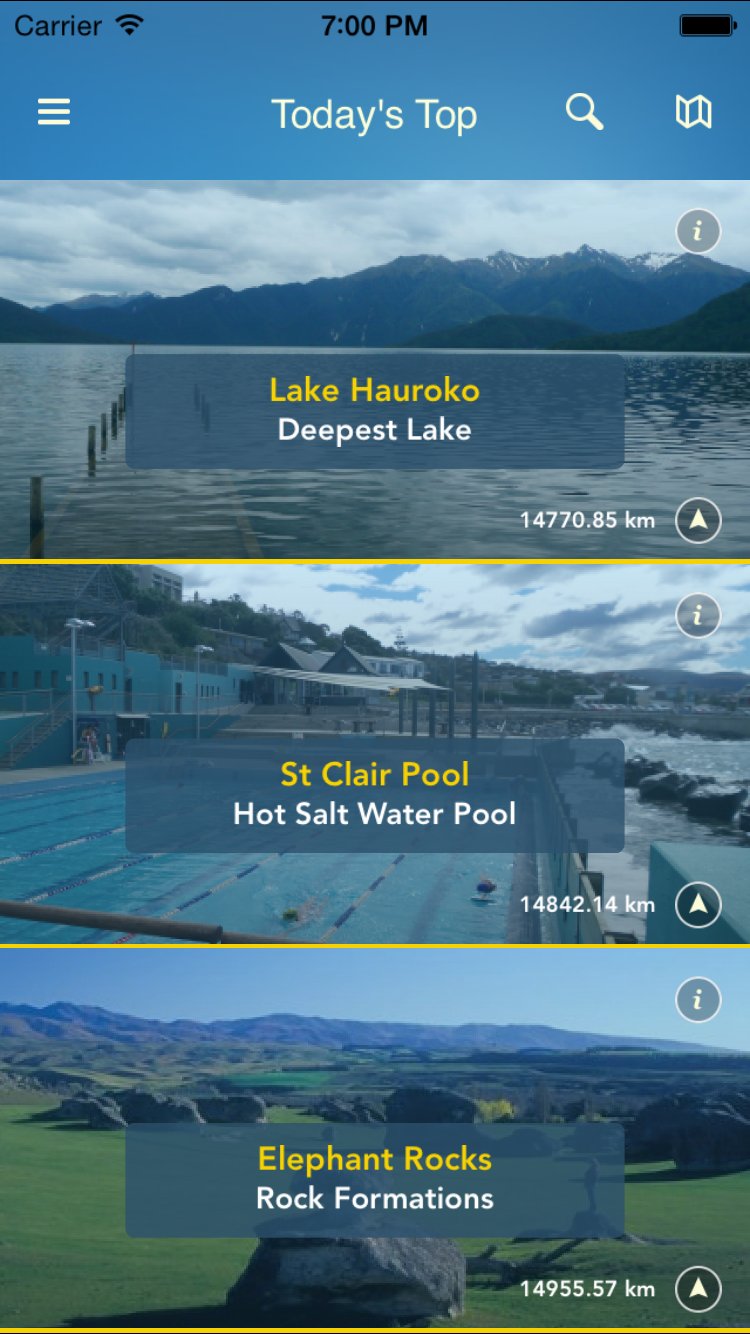 Carrier 7:00 PM
Today's Top
i
Lake Hauroko
Deepest Lake
14770.85 km
i
St Clair Pool
Hot Salt Water Pool
14842.14 km
i
Elephant Rocks
Rock Formations
14955.57 km